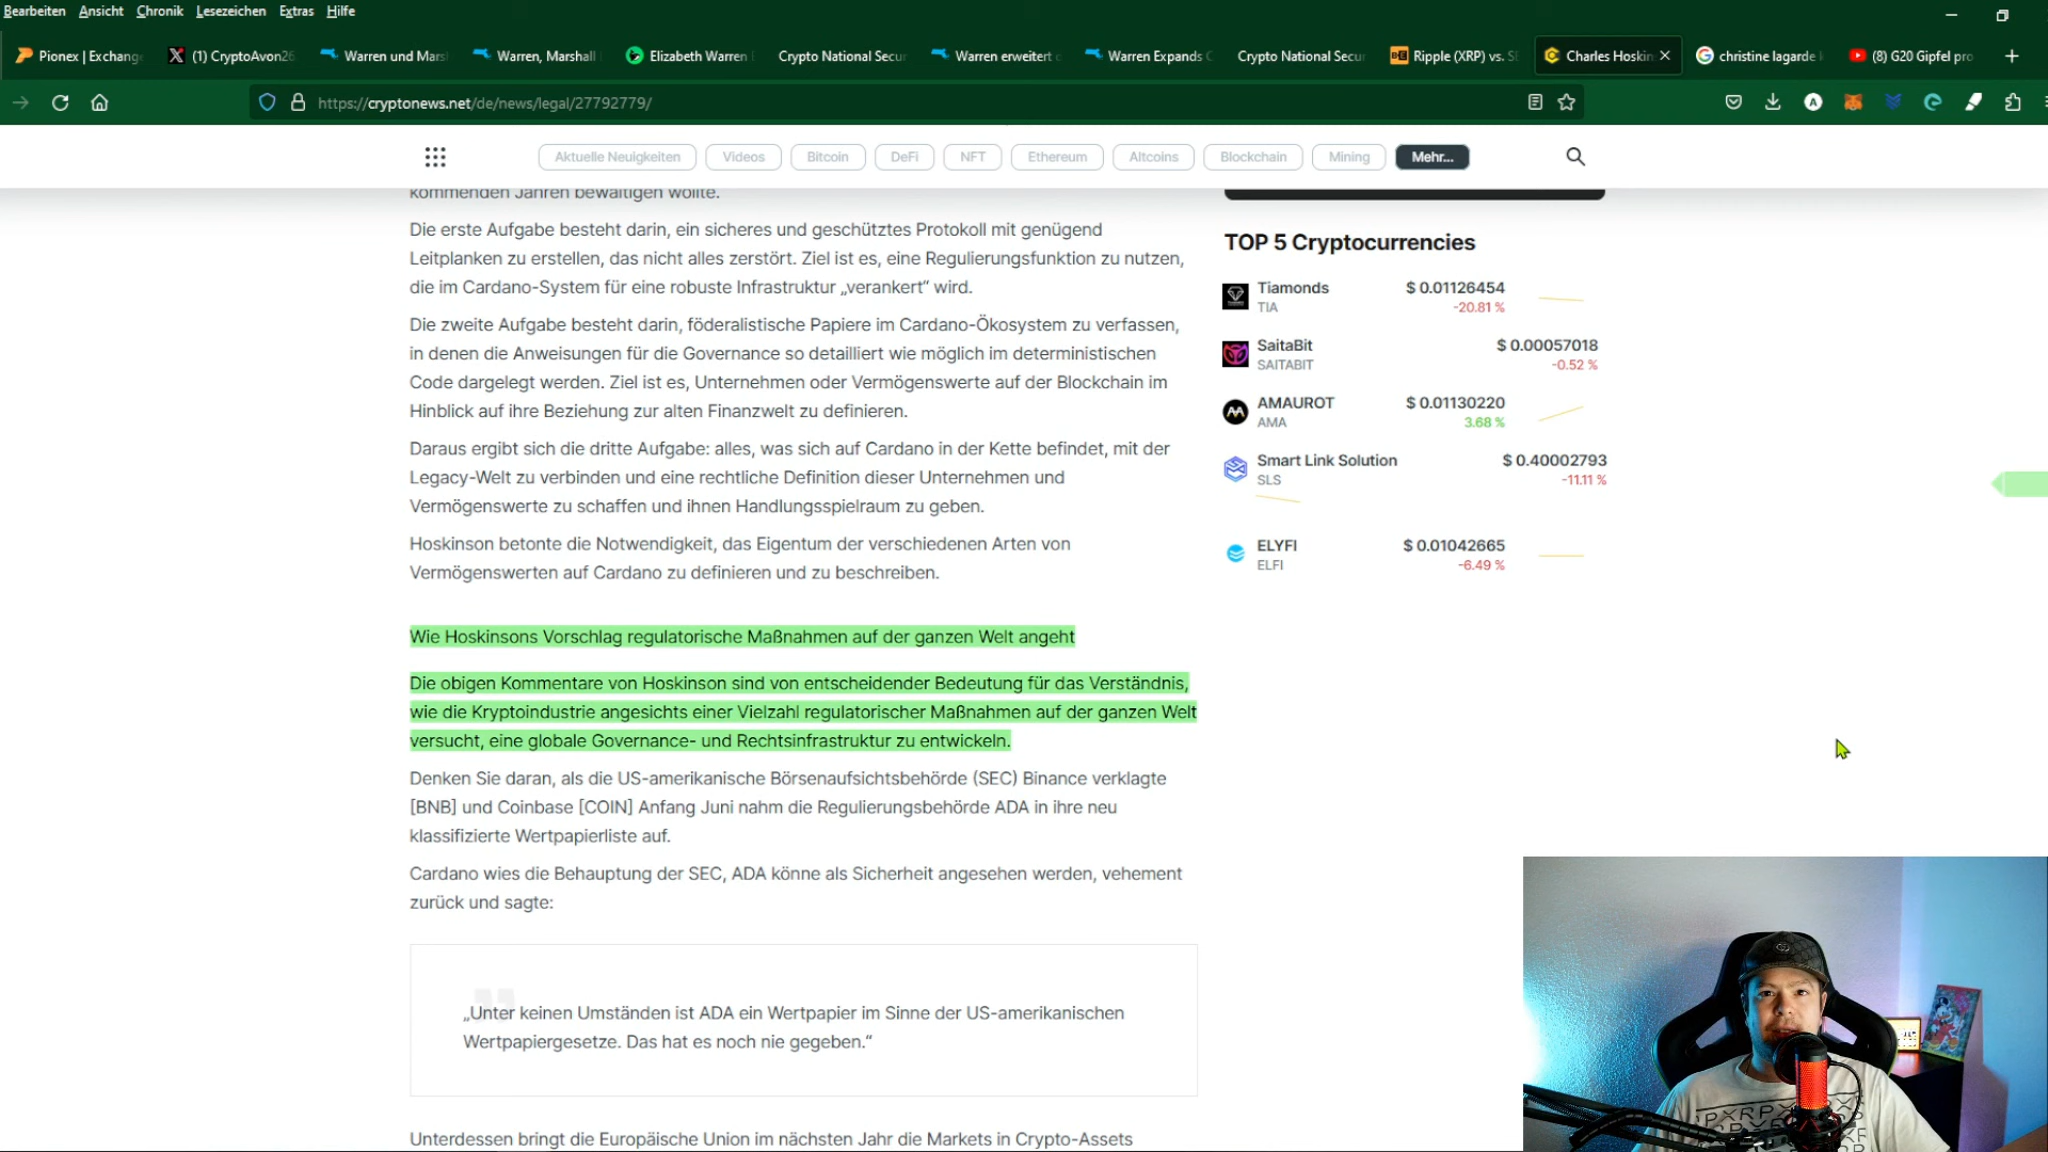 Bearbeiten Ansicht Chronik Lesezeichen Extras Hilfe
Pionex | Exchange
(1) CryptoAvon26
Warren und Mars
Warren, Marshall
Elizabeth Warren
Crypto National Secur
Warren erweitert
Warren Expands C
Crypto National Secur
Ripple (XRP) vs. S
Charles Hoskin
christine lagarde
(8) G20 Gipfel pro
https://cryptonews.net/de/news/legal/27792779/
Aktuelle Neuigkeiten Videos Bitcoin DeFi NFT Ethereum Altcoins Blockchain Mining Mehr...
kommenden Jahren bewältigen wollte.
Die erste Aufgabe besteht darin, ein sicheres und geschütztes Protokoll mit genügend
Leitplanken zu erstellen, das nicht alles zerstört. Ziel ist es, eine Regulierungsfunktion zu nutzen,
die im Cardano-System für eine robuste Infrastruktur „verankert“ wird.
Die zweite Aufgabe besteht darin, föderalistische Papiere im Cardano-Ökosystem zu verfassen,
in denen die Anweisungen für die Governance so detailliert wie möglich im deterministischen
Code dargelegt werden. Ziel ist es, Unternehmen oder Vermögenswerte auf der Blockchain im
Hinblick auf ihre Beziehung zur alten Finanzwelt zu definieren.
Daraus ergibt sich die dritte Aufgabe: alles, was sich auf Cardano in der Kette befindet, mit der
Legacy-Welt zu verbinden und eine rechtliche Definition dieser Unternehmen und
Vermögenswerte zu schaffen und ihnen Handlungsspielraum zu geben.
Hoskinson betonte die Notwendigkeit, das Eigentum der verschiedenen Arten von
Vermögenswerten auf Cardano zu definieren und zu beschreiben.
Wie Hoskinsons Vorschlag regulatorische Maßnahmen auf der ganzen Welt angeht
Die obigen Kommentare von Hoskinson sind von entscheidender Bedeutung für das Verständnis,
wie die Kryptoindustrie angesichts einer Vielzahl regulatorischer Maßnahmen auf der ganzen Welt
versucht, eine globale Governance- und Rechtsinfrastruktur zu entwickeln.
Denken Sie daran, als die US-amerikanische Börsenaufsichtsbehörde (SEC) Binance verklagte
[BNB] und Coinbase [COIN] Anfang Juni nahm die Regulierungsbehörde ADA in ihre neu
klassifizierte Wertpapierliste auf.
Cardano wies die Behauptung der SEC, ADA könne als Sicherheit angesehen werden, vehement
zurück und sagte:
„Unter keinen Umständen ist ADA ein Wertpapier im Sinne der US-amerikanischen
Wertpapiergesetze. Das hat es noch nie gegeben.“
Unterdessen bringt die Europäische Union im nächsten Jahr die Markets in Crypto-Assets
TOP 5 Cryptocurrencies
Tiamonds $ 0.01126454
TIA -20.81 %
SaitaBit $ 0.00057018
SAITABIT -0.52 %
AMAUROT $ 0.01130220
AMA 3.68 %
Smart Link Solution $ 0.40002793
SLS -11.11 %
ELYFI $ 0.01042665
ELFI -6.49 %